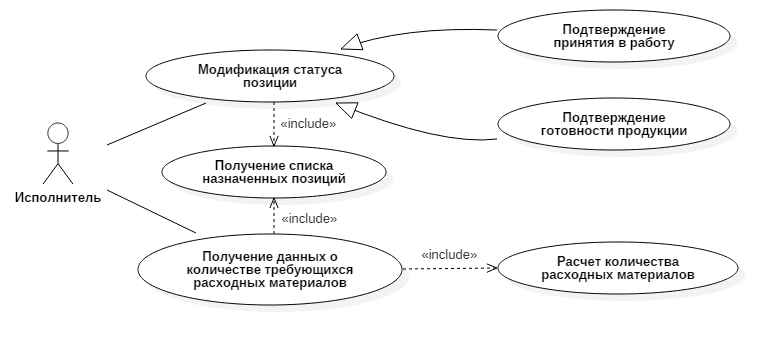 Подтверждение
принятия в работу
Модификация статуса
позиции
«include»
Подтверждение
готовности продукции
Получение списка
назначенных позиций
Исполнитель
«include»
Получение данных о
количестве требующихся
расходных материалов
«include»
Расчет количества
расходных материалов